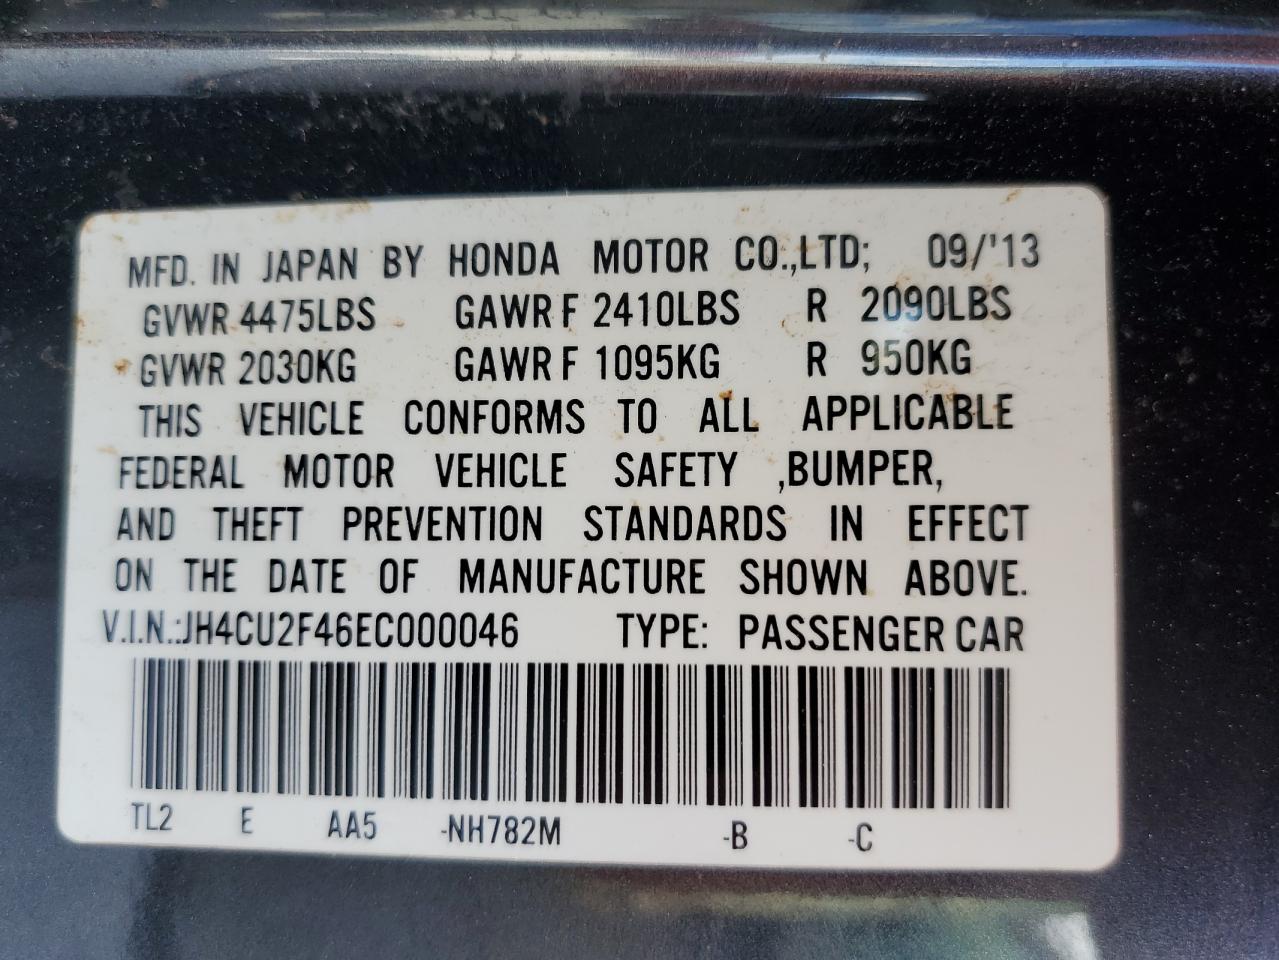 MFD. IN JAPAN BY HONDA MOTOR CO.,LTD; 09/'13
GVWR 4475LBS GAWR F 2410LBS R 2090LBS
GVWR 2030KG GAWR F 1095KG R 950KG
THIS VEHICLE CONFORMS TO ALL APPLICABLE
FEDERAL MOTOR VEHICLE SAFETY ,BUMPER,
AND THEFT PREVENTION STANDARDS IN EFFECT
ON THE DATE OF MANUFACTURE SHOWN ABOVE.
V.I.N.:JH4CU2F46EC000046 TYPE: PASSENGER CAR
TL2 E AA5 -NH782M -B -C